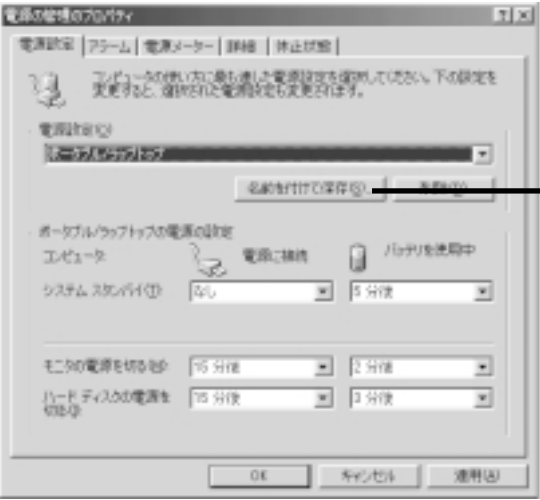 電源の管理のプロパティ
電源設定 アラーム 電源メーター 詳細 休止状態
コンピュータの使い方に最も適した電源設定を選択してください。下の設定を
変更すると、選択された電源設定も変更されます。
電源設定(C)
ポータブル/ラップトップ
名前を付けて保存(S)... 削除(D)
ポータブル/ラップトップの電源の設定
コンピュータ: 電源に接続 バッテリを使用中
システム スタンバイ(T): なし 5 分後
モニタの電源を切る(M): 15 分後 2 分後
ハード ディスクの電源を 15 分後 3 分後
切る(I):
OK キャンセル 適用(A)